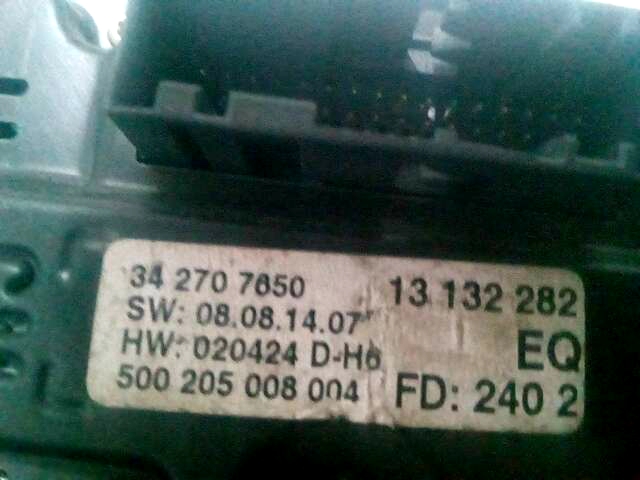 34 270 7650
SW: 08.08.14.07
HW: 020424 D-H6
500 205 008 004
13 132 282
EQ
FD: 240 2